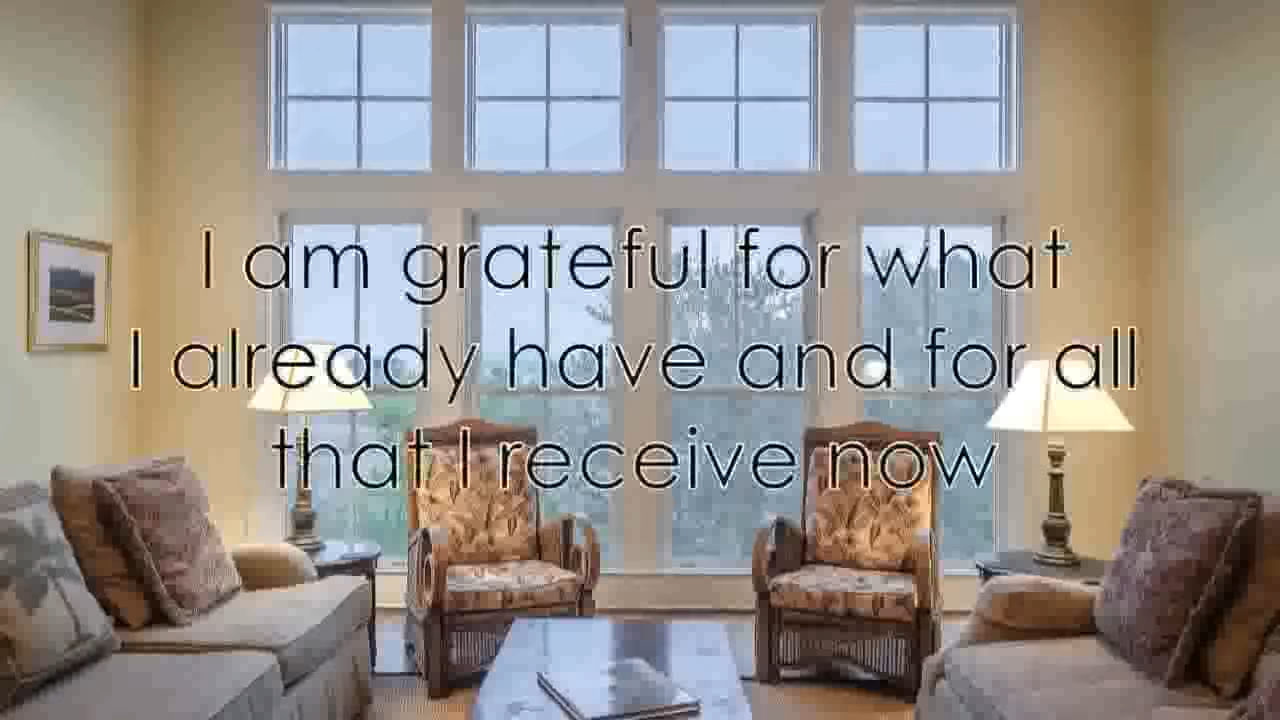 I am grateful for what
I already have and for all
that I receive now